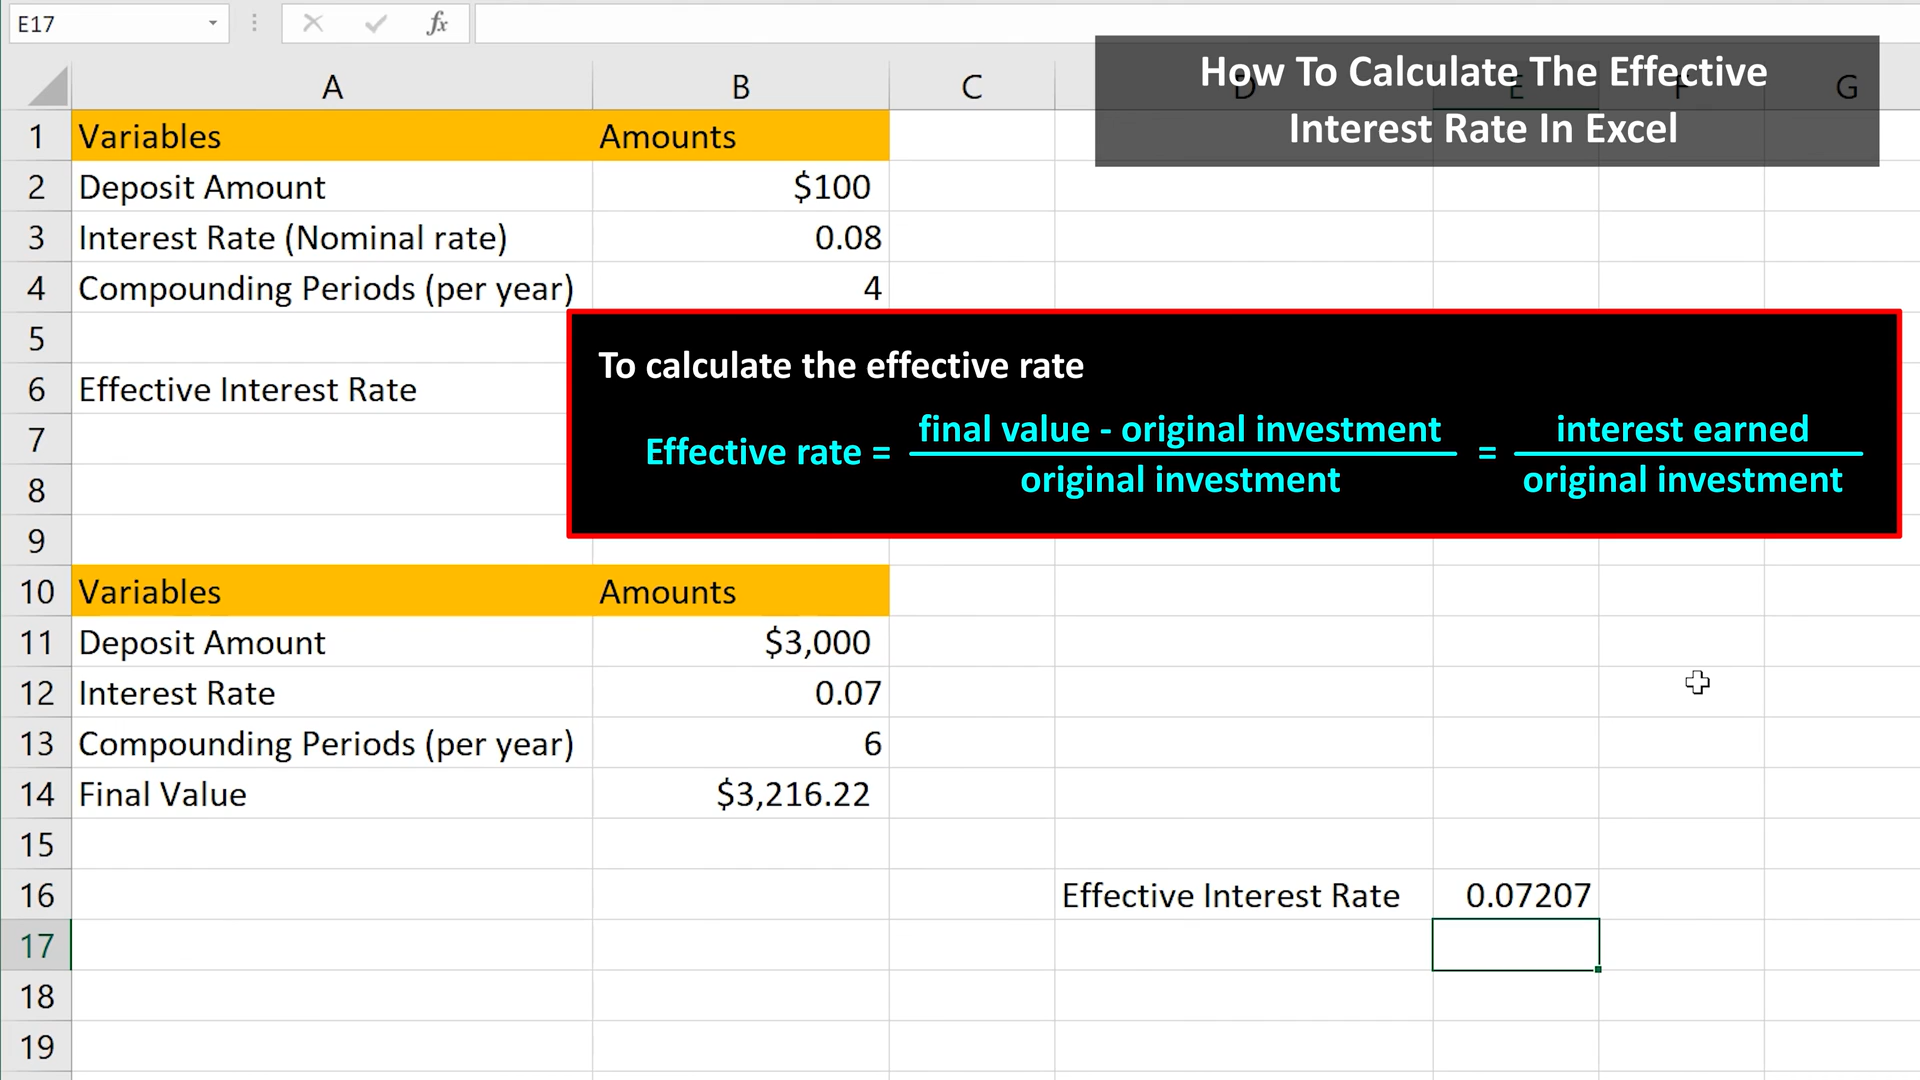 E17 fx
How To Calculate The Effective
Interest Rate In Excel
A B C D E F G
1 Variables Amounts
2 Deposit Amount $100
3 Interest Rate (Nominal rate) 0.08
4 Compounding Periods (per year) 4
5
To calculate the effective rate
6 Effective Interest Rate
final value - original investment interest earned
Effective rate = =
original investment original investment
7
8
9
10 Variables Amounts
11 Deposit Amount $3,000
12 Interest Rate 0.07
13 Compounding Periods (per year) 6
14 Final Value $3,216.22
15
16 Effective Interest Rate 0.07207
17
18
19